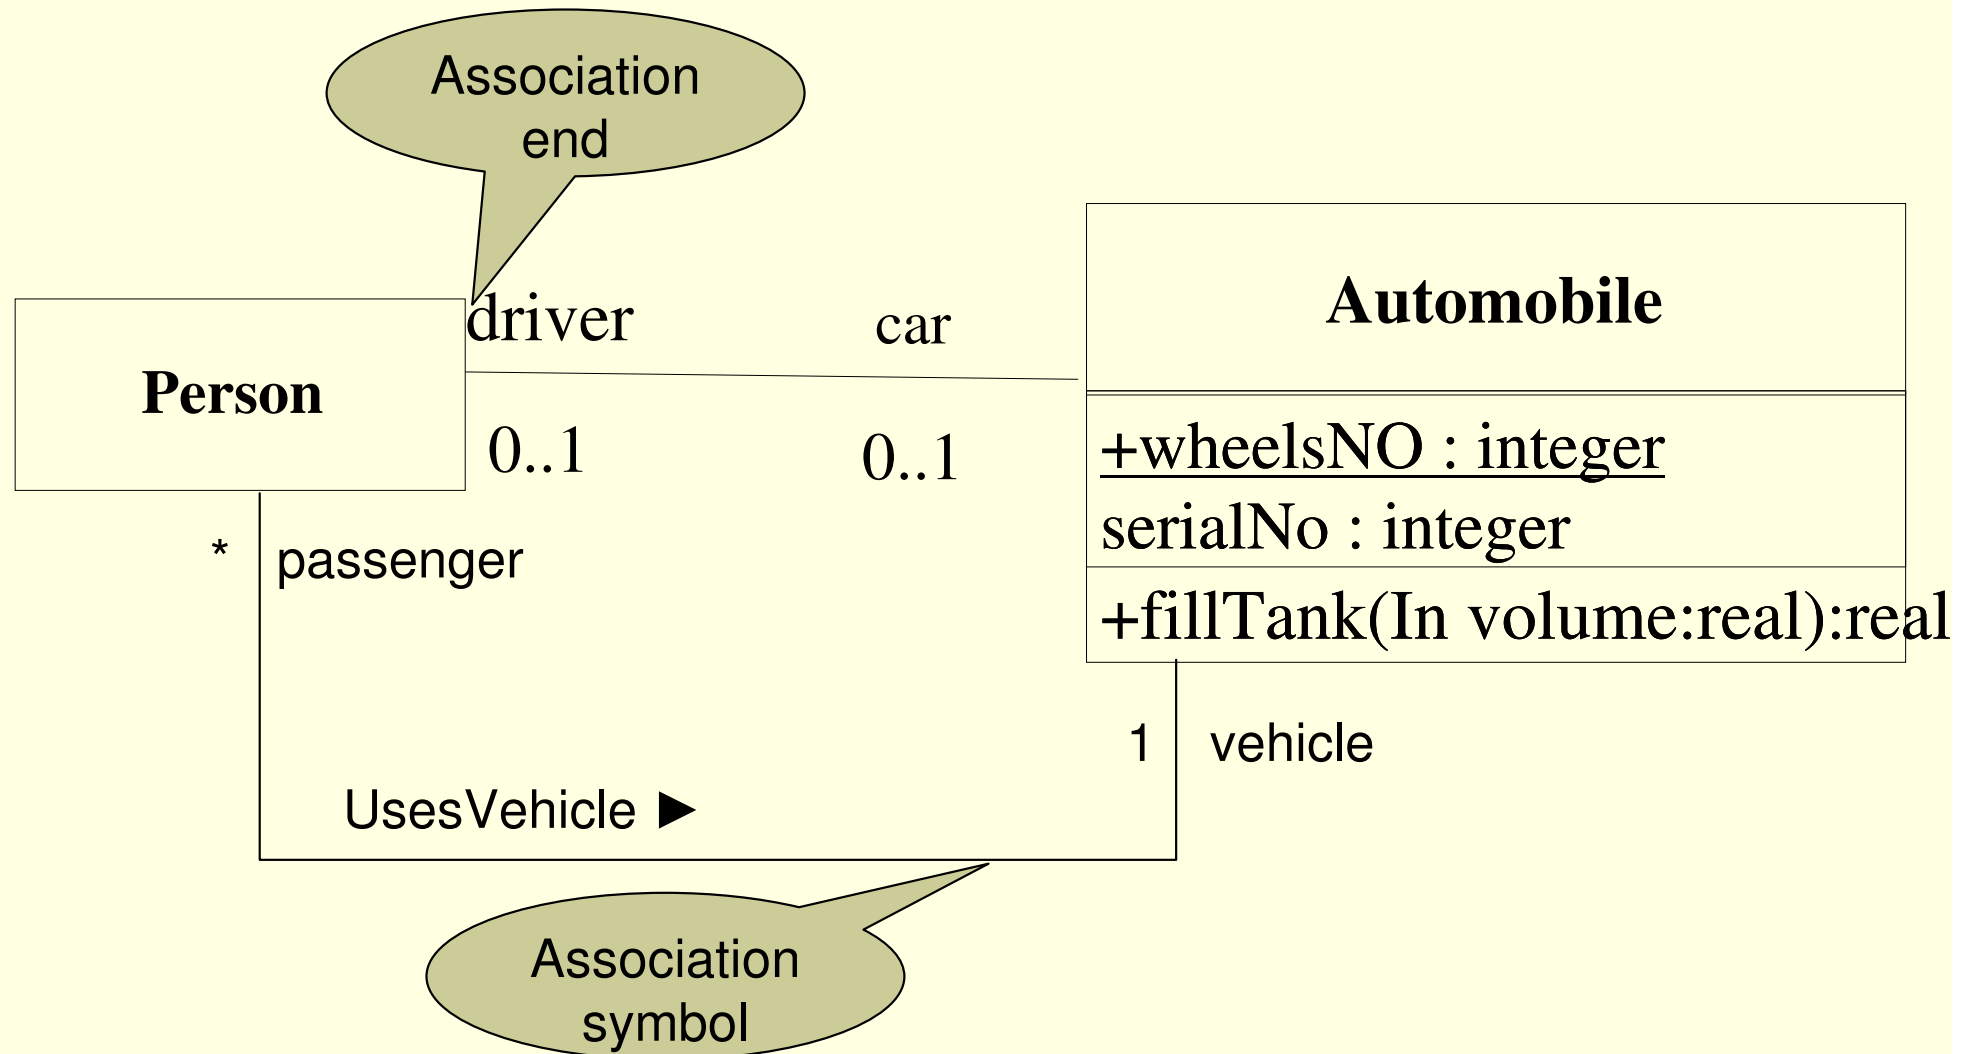 Association
end
Automobile
driver
car
Person
0..1
0..1
+wheelsNO : integer
serialNo : integer
+fillTank(In volume:real):real
*
passenger
1
vehicle
UsesVehicle ►
Association
symbol